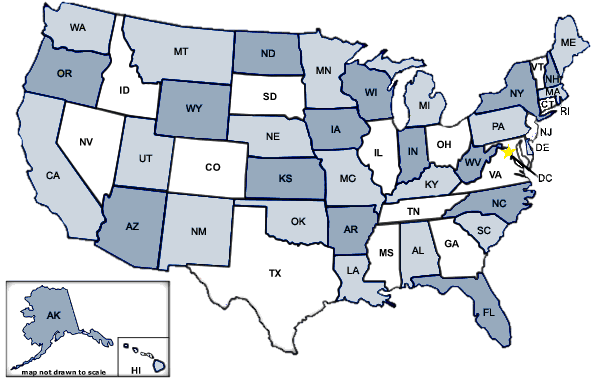 WA
MT
ND
MN
ME
VT
NH
OR
ID
SD
WI
MI
NY
MA
CT
RI
WY
IA
PA
NJ
NE
NV
UT
CO
IL
IN
OH
DE
WV
VA
DC
CA
KS
MO
KY
NC
TN
AZ
NM
OK
AR
SC
MS
AL
GA
TX
LA
FL
AK
HI
map not drawn to scale